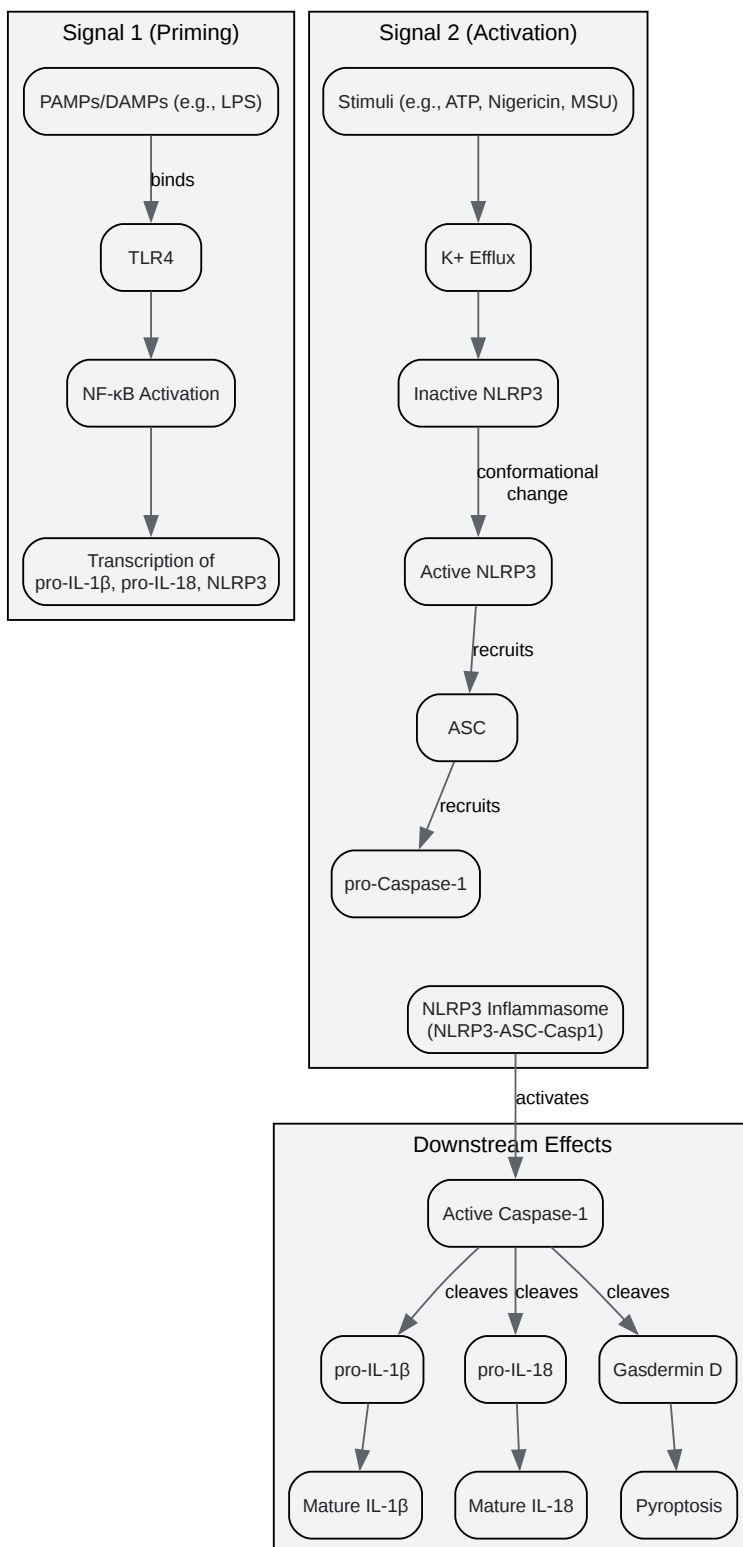 Signal 1 (Priming)
PAMPs/DAMPs (e.g., LPS)
binds
TLR4
NF-κB Activation
Transcription of
pro-IL-1β, pro-IL-18, NLRP3
Signal 2 (Activation)
Stimuli (e.g., ATP, Nigericin, MSU)
K+ Efflux
Inactive NLRP3
conformational
change
Active NLRP3
recruits
ASC
recruits
pro-Caspase-1
NLRP3 Inflammasome
(NLRP3-ASC-Casp1)
activates
Downstream Effects
Active Caspase-1
cleaves
cleaves
cleaves
pro-IL-1β
pro-IL-18
Gasdermin D
Mature IL-1β
Mature IL-18
Pyroptosis